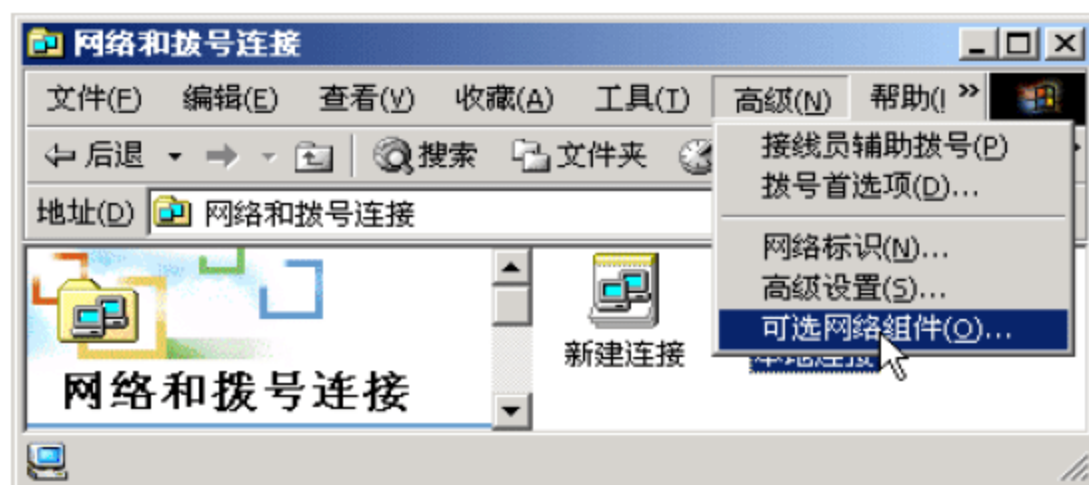 网络和拨号连接
文件(F) 编辑(E) 查看(V) 收藏(A) 工具(T) 高级(N) 帮助(
后退 搜索 文件夹
接线员辅助拨号(P)
拨号首选项(D)...
地址(D) 网络和拨号连接
网络标识(N)...
高级设置(S)...
可选网络组件(O)...
新建连接
网络和拨号连接